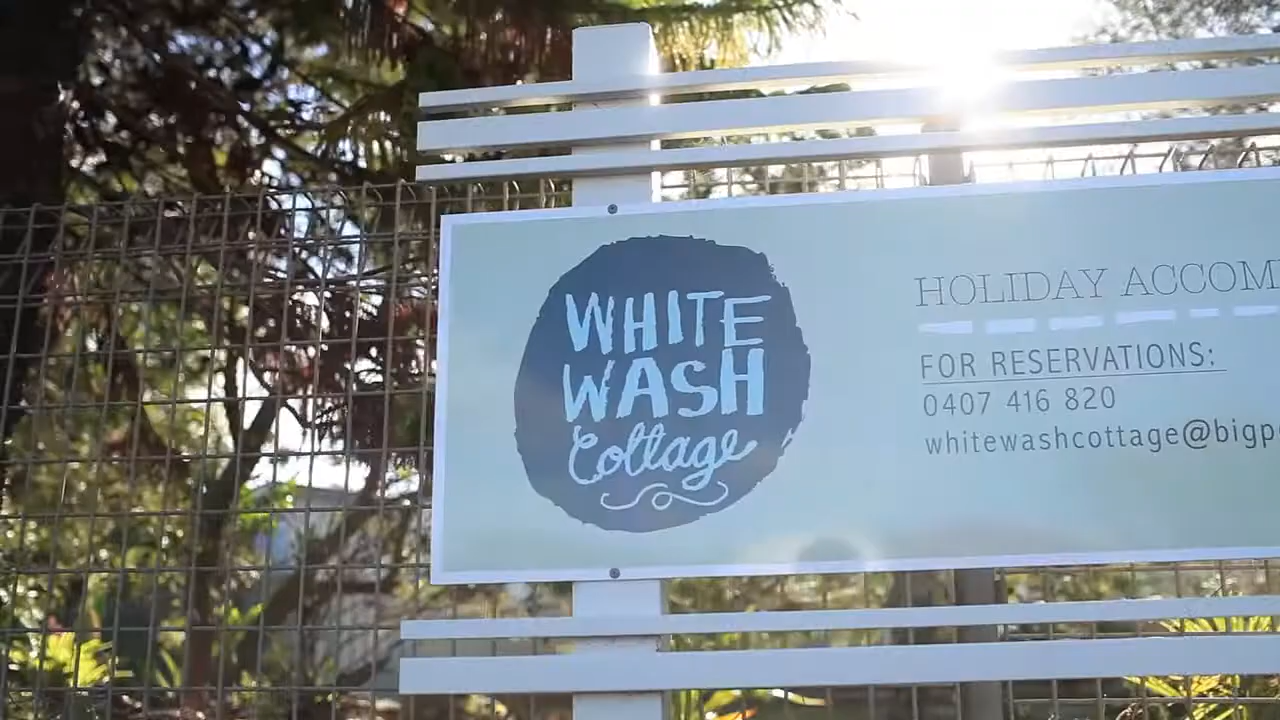 WHITE
WASH
Cottage
HOLIDAY ACCOM
FOR RESERVATIONS:
0407 416 820
whitewashcottage@bigp